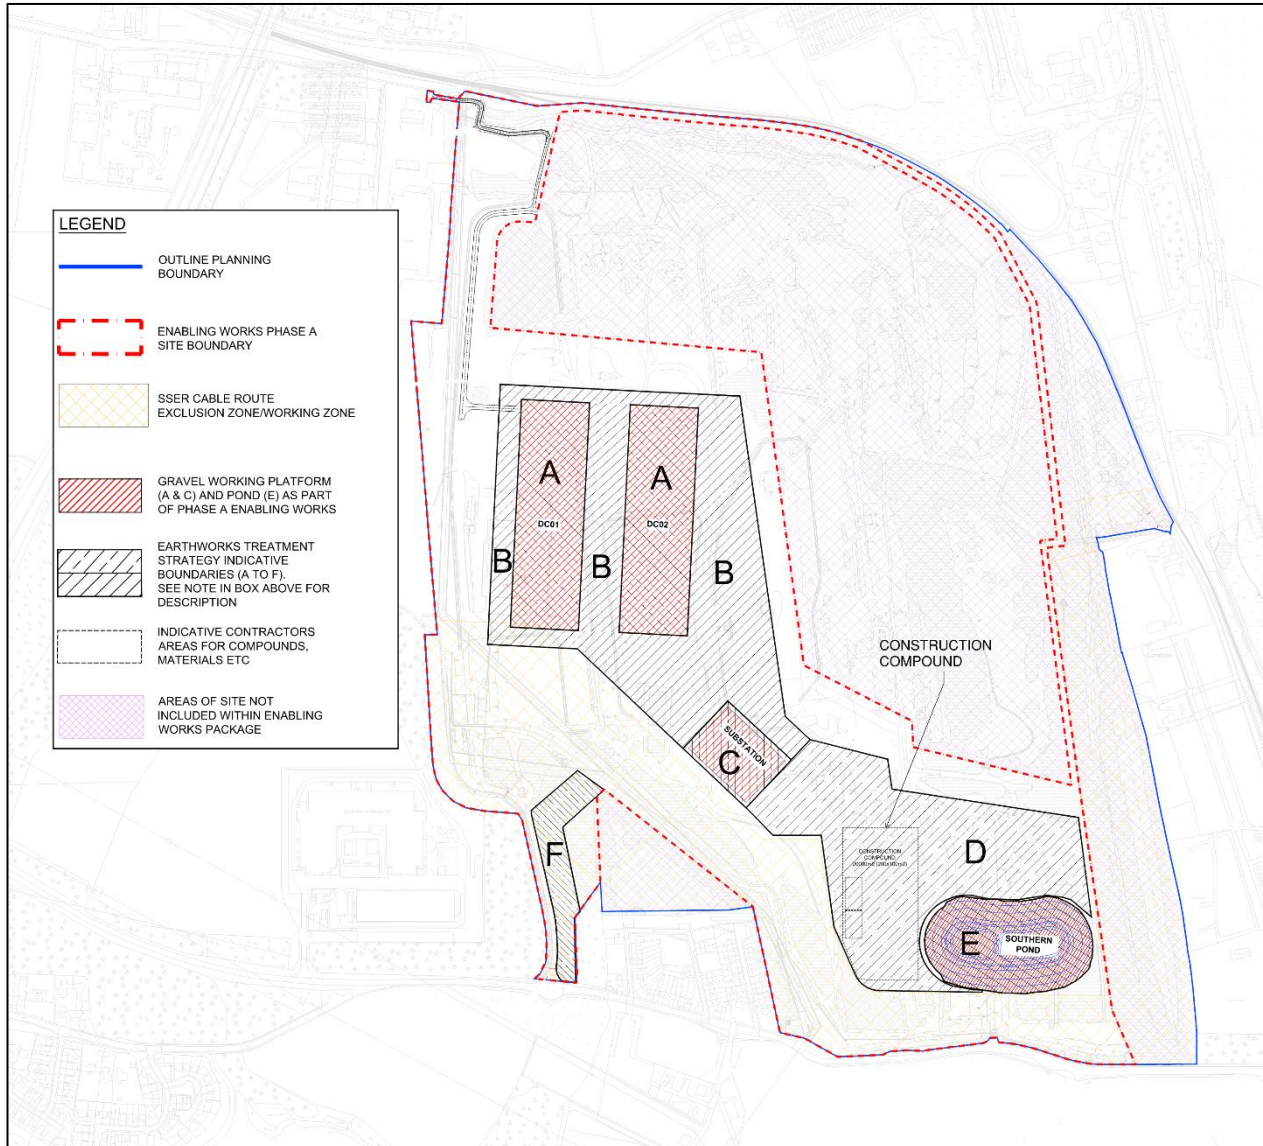 LEGEND
OUTLINE PLANNING
BOUNDARY
ENABLING WORKS PHASE A
SITE BOUNDARY
SSER CABLE ROUTE
EXCLUSION ZONE/WORKING ZONE
GRAVEL WORKING PLATFORM
(A & C) AND POND (E) AS PART
OF PHASE A ENABLING WORKS
EARTHWORKS TREATMENT
STRATEGY INDICATIVE
BOUNDARIES (A TO F).
SEE NOTE IN BOX ABOVE FOR
DESCRIPTION
INDICATIVE CONTRACTORS
AREAS FOR COMPOUNDS,
MATERIALS ETC
AREAS OF SITE NOT
INCLUDED WITHIN ENABLING
WORKS PACKAGE
A
A
DC01
DC02
B
B
B
CONSTRUCTION
COMPOUND
SUBSTATION
C
F
D
CONSTRUCTION
COMPOUND
E
SOUTHERN
POND